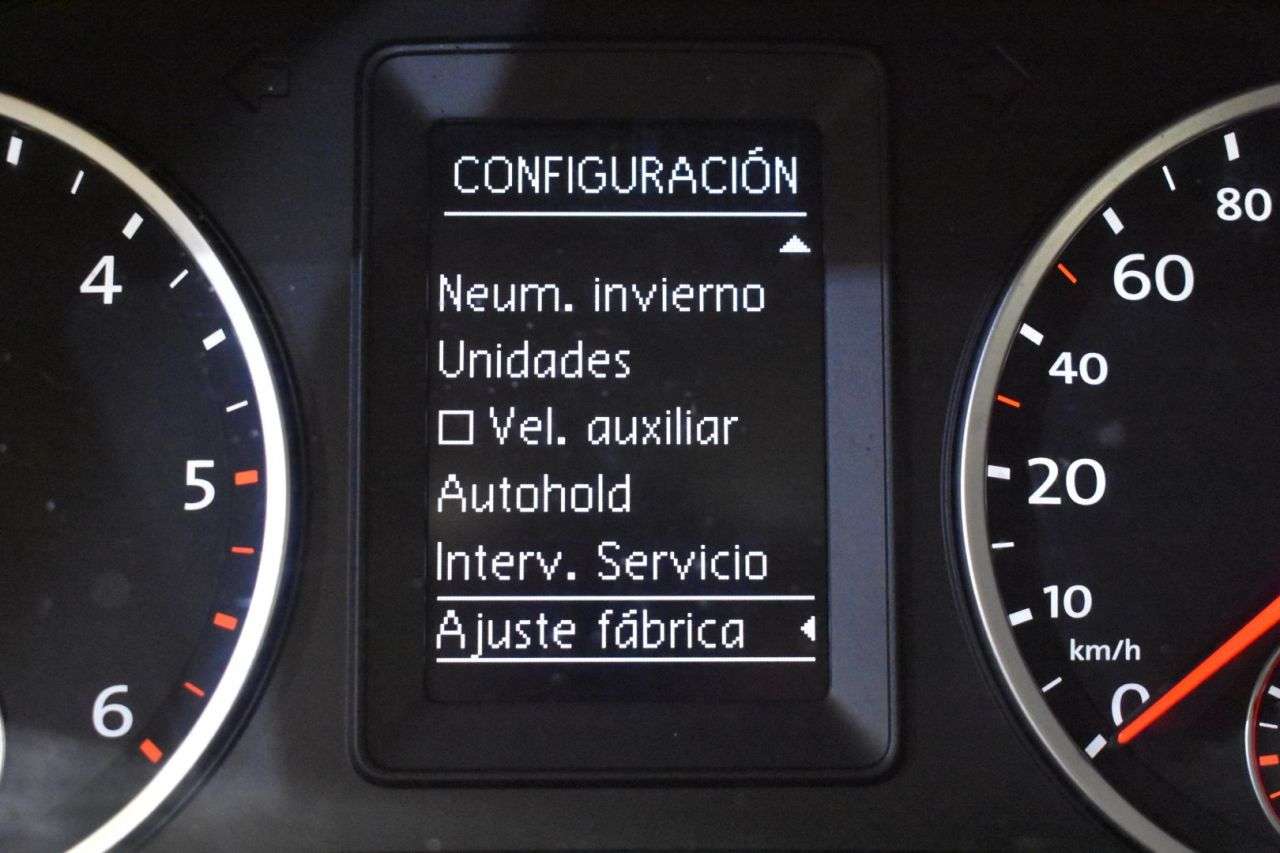 CONFIGURACIÓN
Neum. invierno
Unidades
Vel. auxiliar
Autohold
Interv. Servicio
Ajuste fábrica
4
5
6
80
60
40
20
10
km/h
0